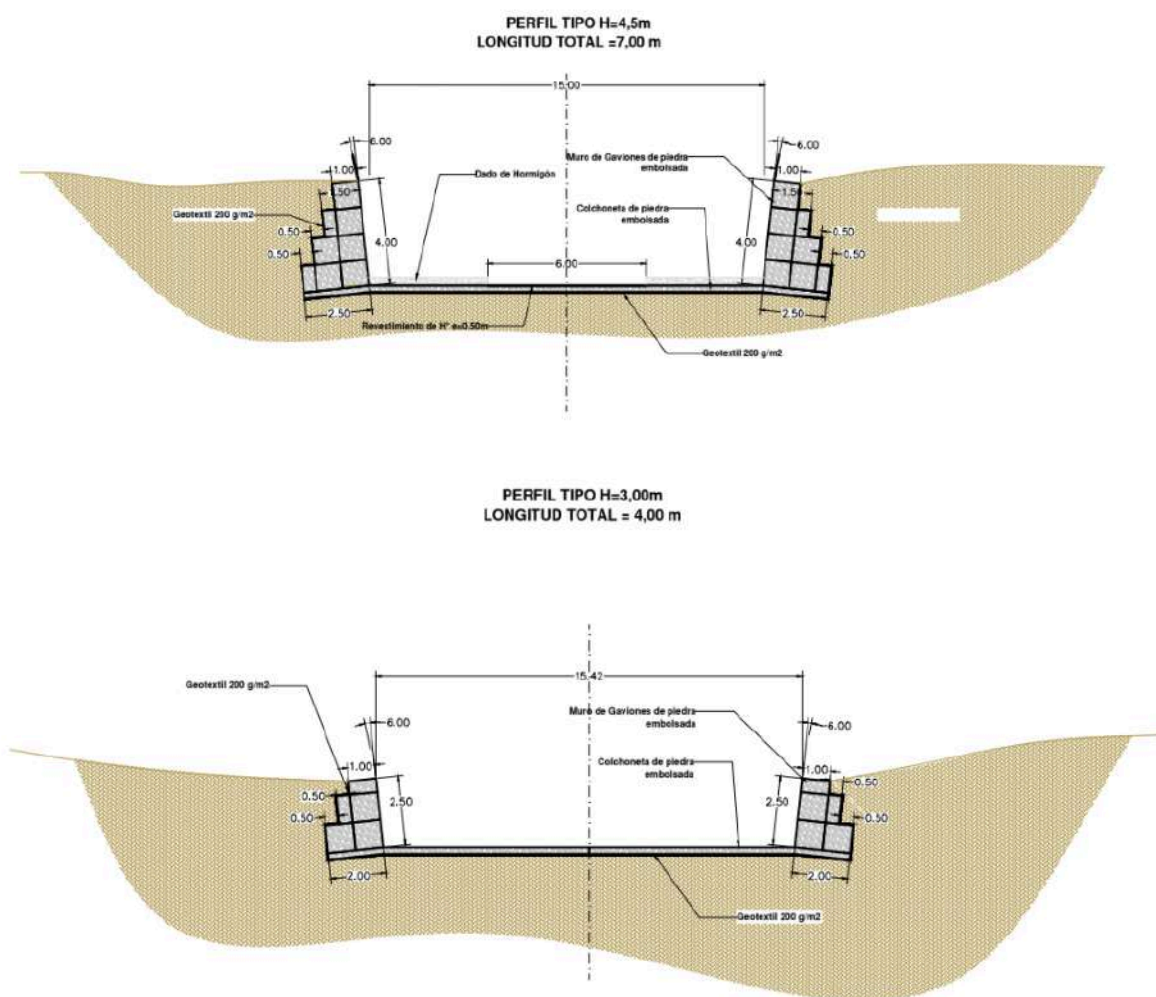 PERFIL TIPO H=4,5m
LONGITUD TOTAL =7,00 m
15.00
6.00
6.00
Muro de Gaviones de piedra
embolsada
1.00
1.00
Dado de Hormigón
1.50
1.50
Colchoneta de piedra
embolsada
Geotextil 200 g/m2
0.50
0.50
4.00
4.00
0.50
0.50
6.00
2.50
2.50
Revestimiento de Hº e=0.50m
Geotextil 200 g/m2
PERFIL TIPO H=3,00m
LONGITUD TOTAL = 4,00 m
15.42
Geotextil 200 g/m2
Muro de Gaviones de piedra
embolsada
6.00
6.00
Colchoneta de piedra
embolsada
1.00
1.00
0.50
0.50
2.50
2.50
0.50
0.50
2.00
2.00
Geotextil 200 g/m2